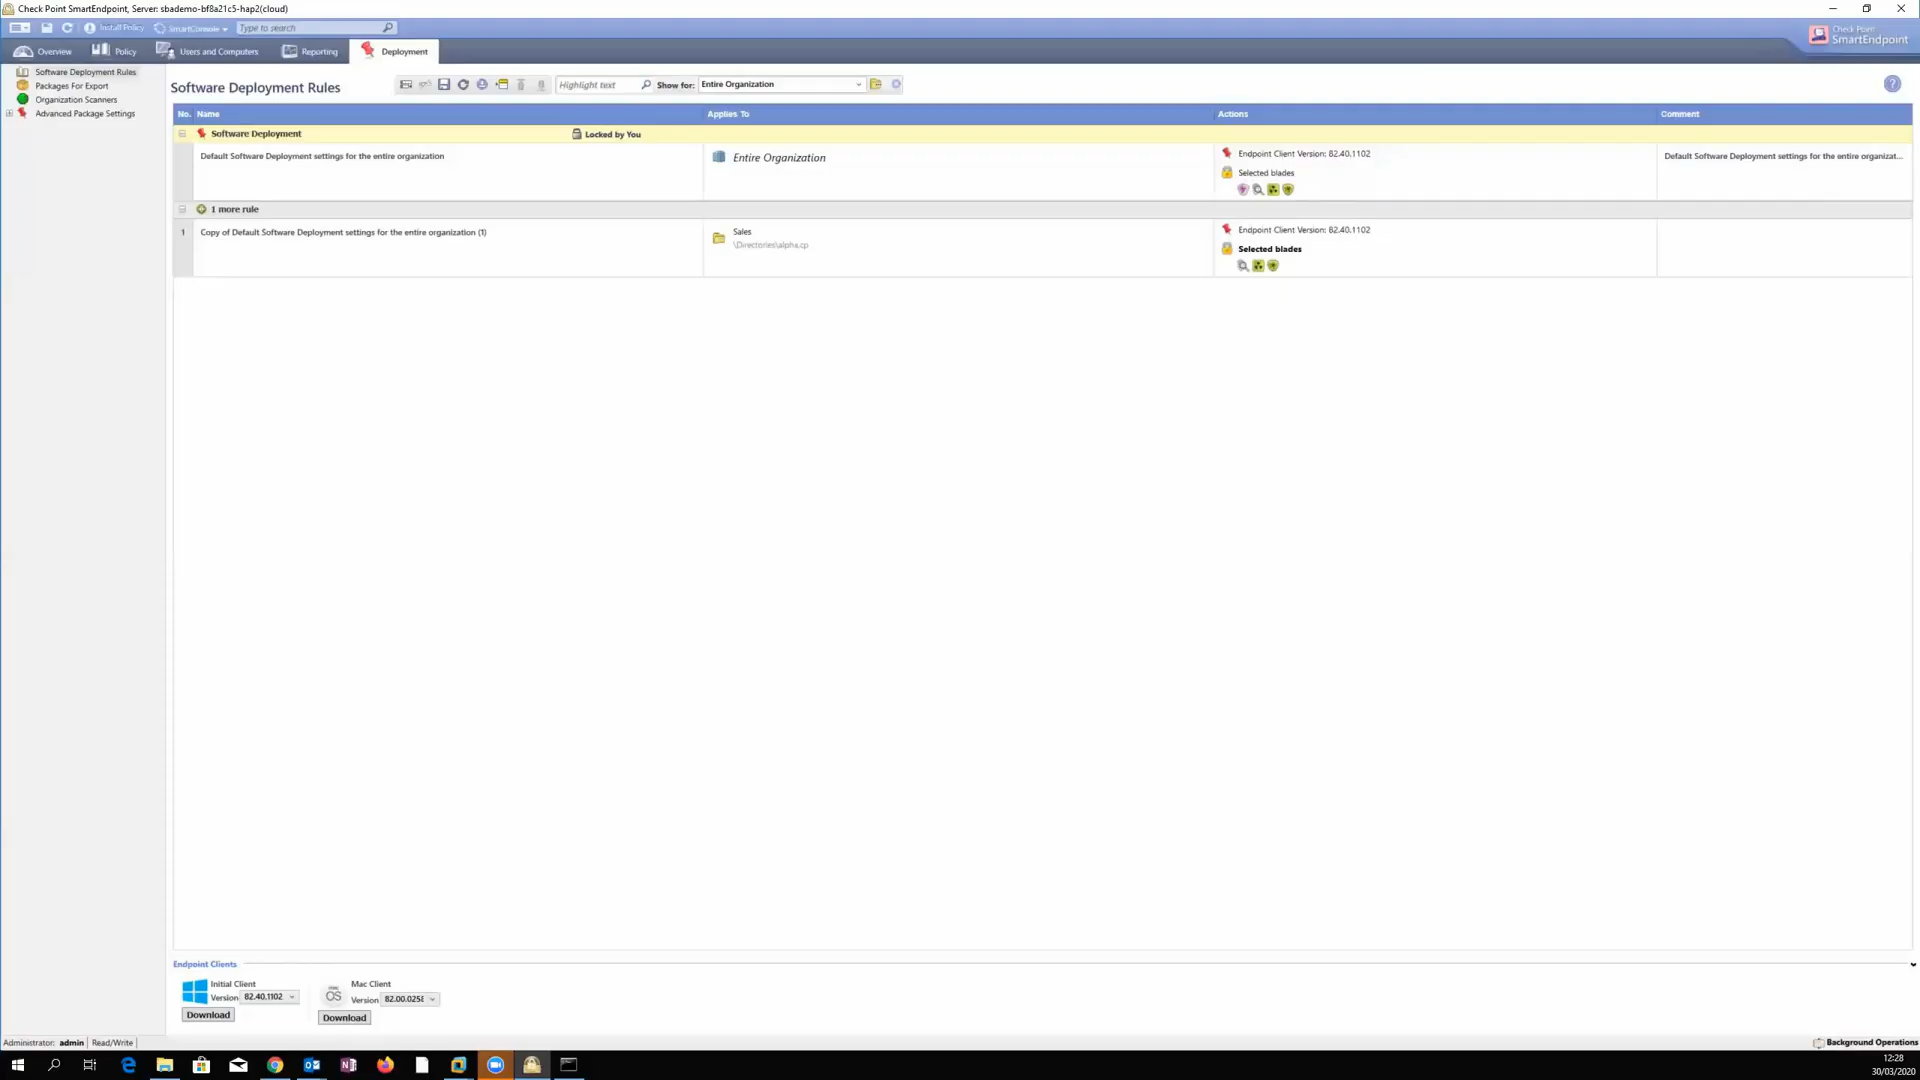 Check Point SmartEndpoint, Server: sbademo-bf8a21c5-hap2(cloud)
Install Policy SmartConsole Type to search
Check Point
SmartEndpoint
Overview Policy Users and Computers Reporting Deployment
Software Deployment Rules
Packages For Export
Organization Scanners
Advanced Package Settings
Software Deployment Rules Highlight text Show for: Entire Organization
No. Name Applies To Actions Comment
Software Deployment Locked by You
Default Software Deployment settings for the entire organization Entire Organization Endpoint Client Version: 82.40.1102 Default Software Deployment settings for the entire organizat...
Selected blades
1 more rule
1 Copy of Default Software Deployment settings for the entire organization (1) Sales Endpoint Client Version: 82.40.1102
\Directories\alpha.cp Selected blades
Endpoint Clients
Initial Client
Version 82.40.1102
Download
Mac Client
OS
Version 82.00.0258
Download
Administrator: admin Read/Write Background Operations
12:28
30/03/2020